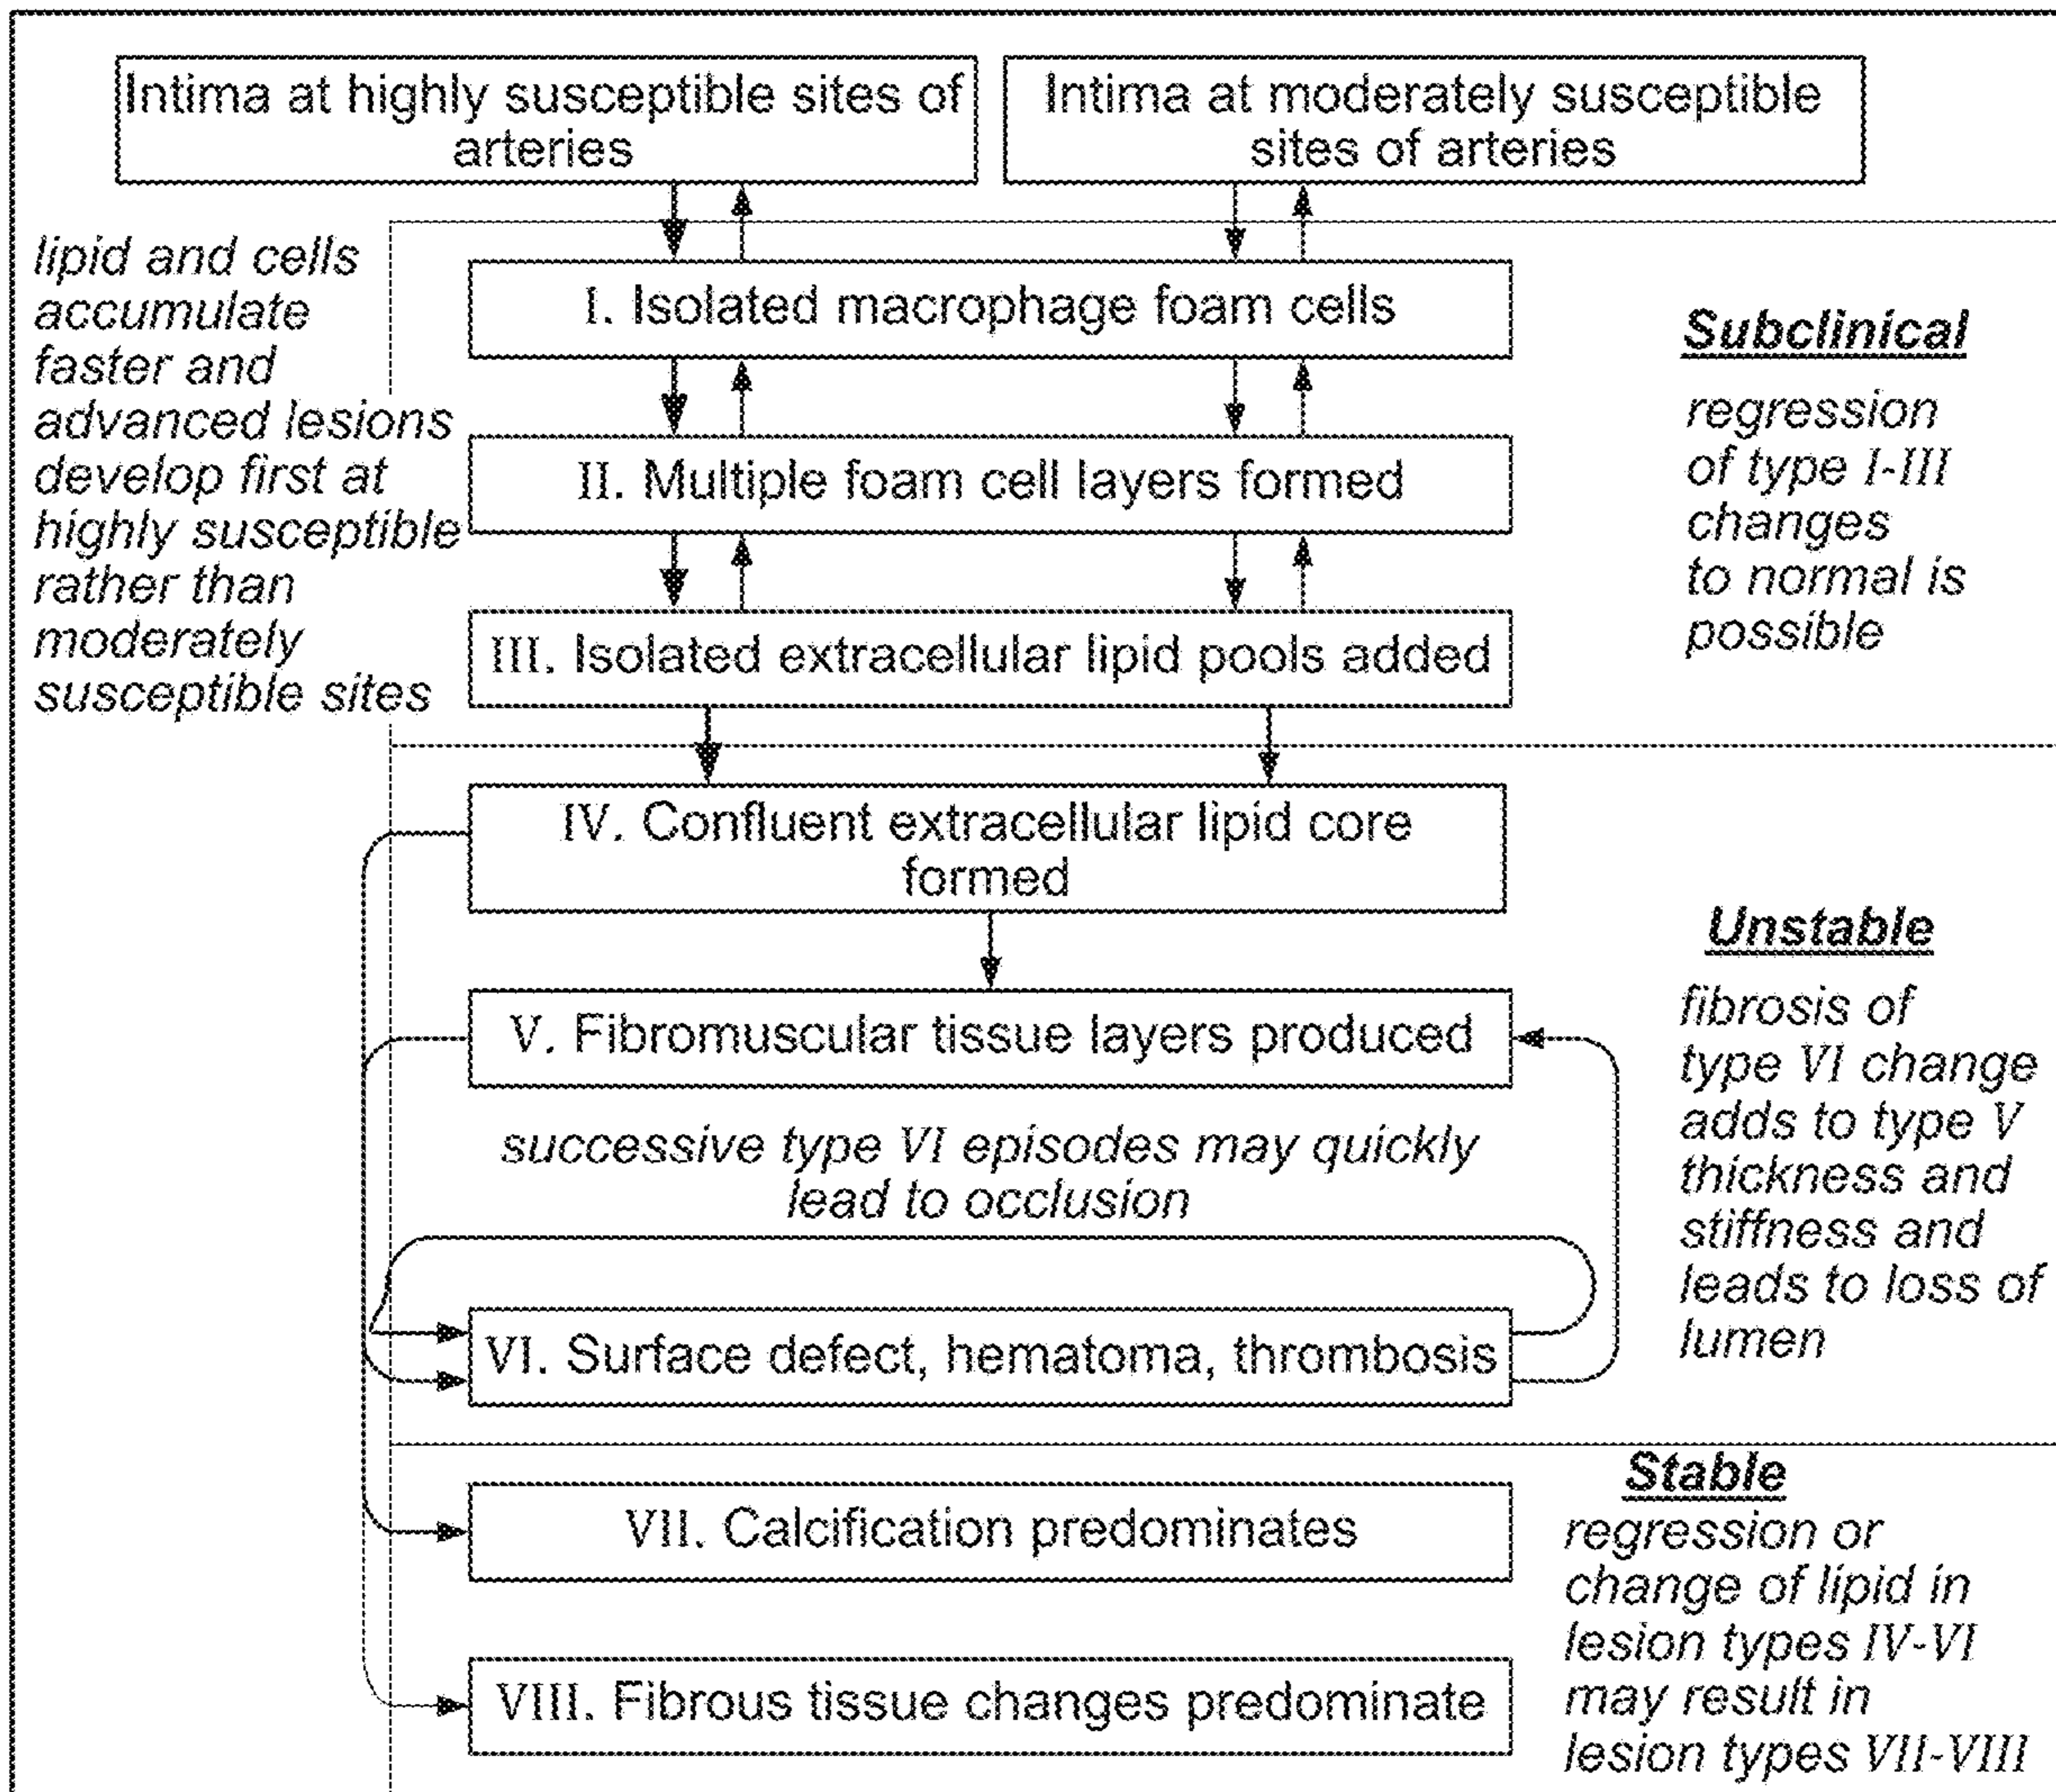 Intima at highly susceptible sites of
arteries
Intima at moderately susceptible
sites of arteries
lipid and cells
accumulate
faster and
advanced lesions
develop first at
highly susceptible
rather than
moderately
susceptible sites
I. Isolated macrophage foam cells
II. Multiple foam cell layers formed
III. Isolated extracellular lipid pools added
Subclinical
regression
of type I-III
changes
to normal is
possible
IV. Confluent extracellular lipid core
formed
V. Fibromuscular tissue layers produced
successive type VI episodes may quickly
lead to occlusion
VI. Surface defect, hematoma, thrombosis
Unstable
fibrosis of
type VI change
adds to type V
thickness and
stiffness and
leads to loss of
lumen
VII. Calcification predominates
VIII. Fibrous tissue changes predominate
Stable
regression or
change of lipid in
lesion types IV-VI
may result in
lesion types VII-VIII